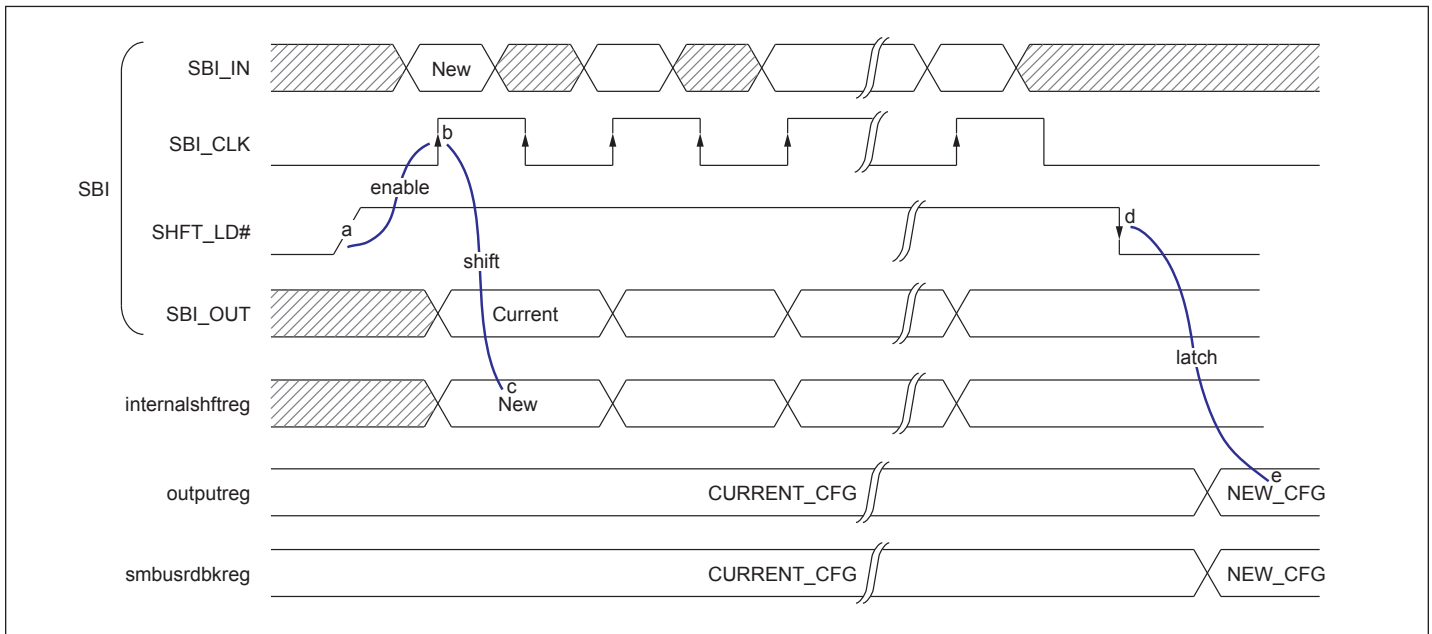 SBI
SBI_IN
New
SBI_CLK
b
enable
SHFT_LD#
a
d
shift
SBI_OUT
Current
latch
internalshftreg
c
New
outputreg
CURRENT_CFG
e
NEW_CFG
smbusrdbkreg
CURRENT_CFG
NEW_CFG